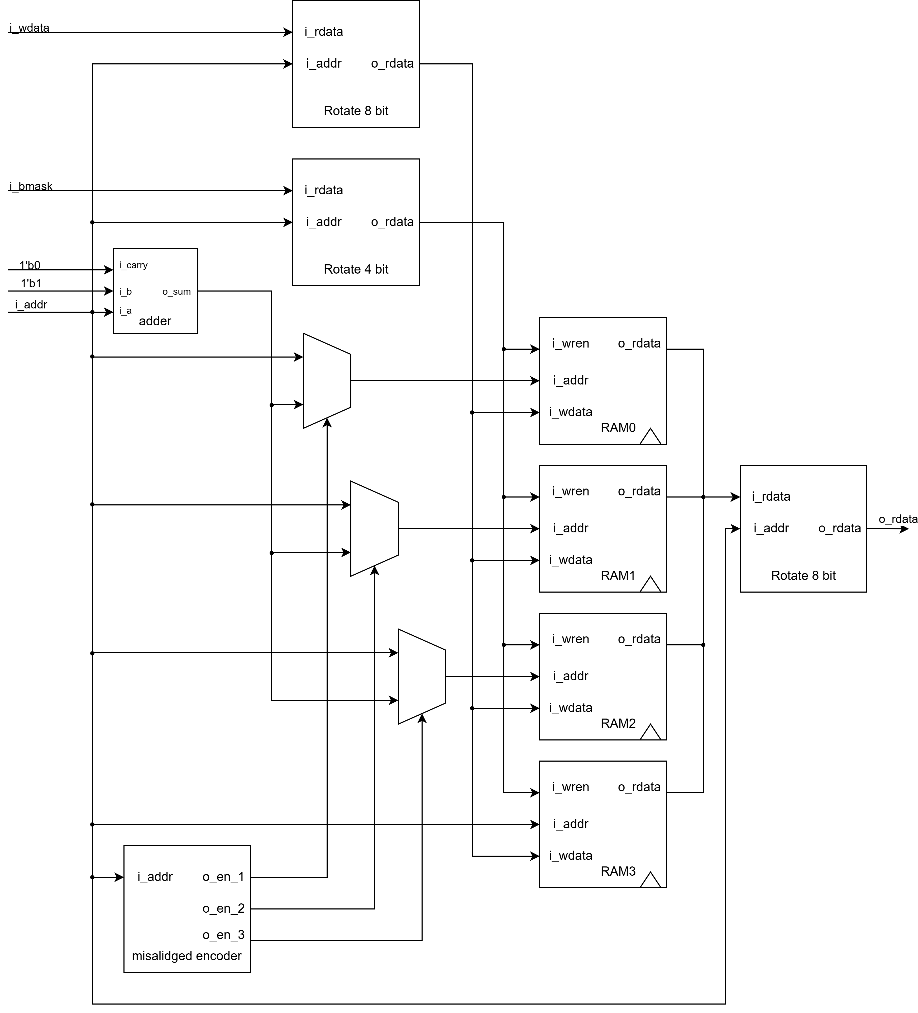 i_wdata
i_rdata
i_addr
o_rdata
Rotate 8 bit
i_bmask
i_rdata
i_addr
o_rdata
Rotate 4 bit
1'b0
1'b1
i_addr
i_carry
i_b
o_sum
i_a
adder
i_wren
o_rdata
i_addr
i_wdata
RAM0
i_wren
o_rdata
i_addr
i_wdata
RAM1
i_rdata
i_addr
o_rdata
Rotate 8 bit
o_rdata
i_wren
o_rdata
i_addr
i_wdata
RAM2
i_wren
o_rdata
i_addr
i_wdata
RAM3
i_addr
o_en_1
o_en_2
o_en_3
misalidged encoder